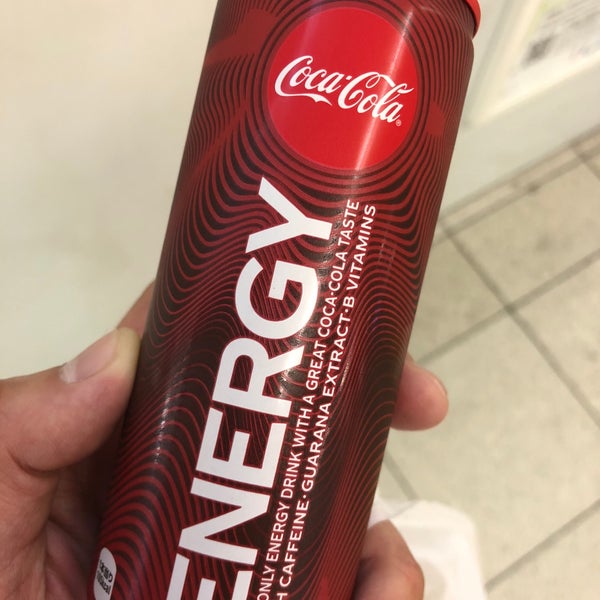 Coca-Cola
ENERGY
ONLY ENERGY DRINK WITH A GREAT COCA-COLA TASTE
CAFFEINE·GUARANA EXTRACT·B VITAMINS